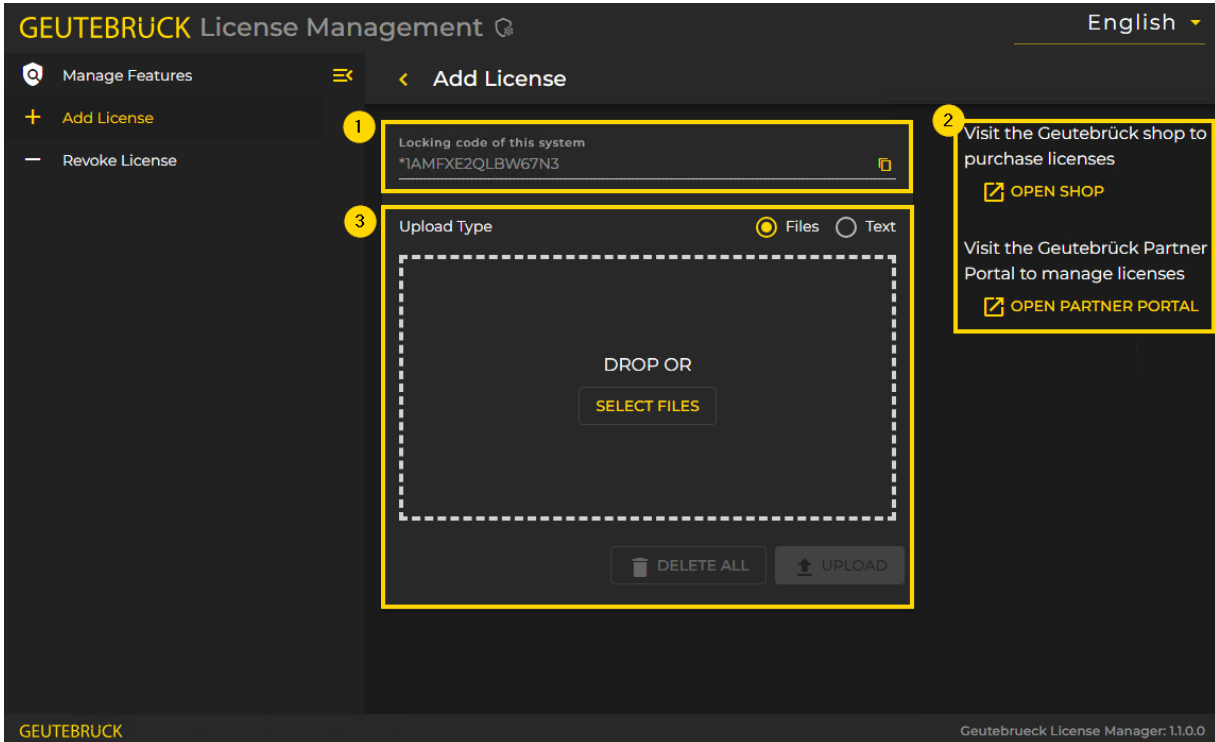 GEUTEBRÜCK License Management
English
Manage Features
Add License
Revoke License
Add License
1
Locking code of this system
*1AMFXE2QLBW67N3
2
Visit the Geutebrück shop to
purchase licenses
OPEN SHOP
Visit the Geutebrück Partner
Portal to manage licenses
OPEN PARTNER PORTAL
3
Upload Type
Files
Text
DROP OR
SELECT FILES
DELETE ALL
UPLOAD
GEUTEBRUCK
Geutebrueck License Manager: 1.1.0.0